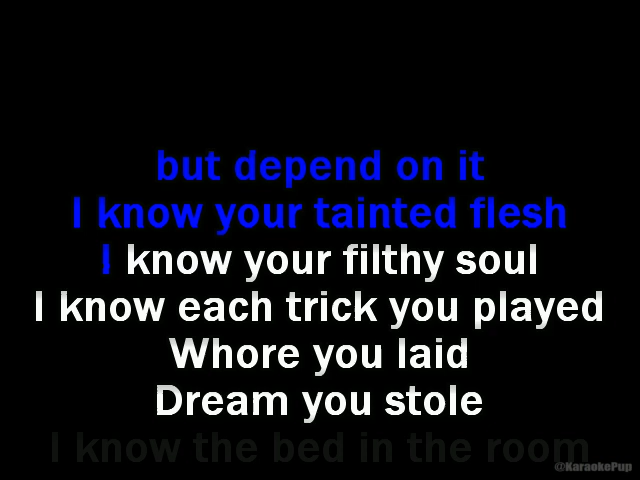 but depend on it
I know your tainted flesh
I know your filthy soul
I know each trick you played
Whore you laid
Dream you stole
I know the bed in the room
@KaraokePup